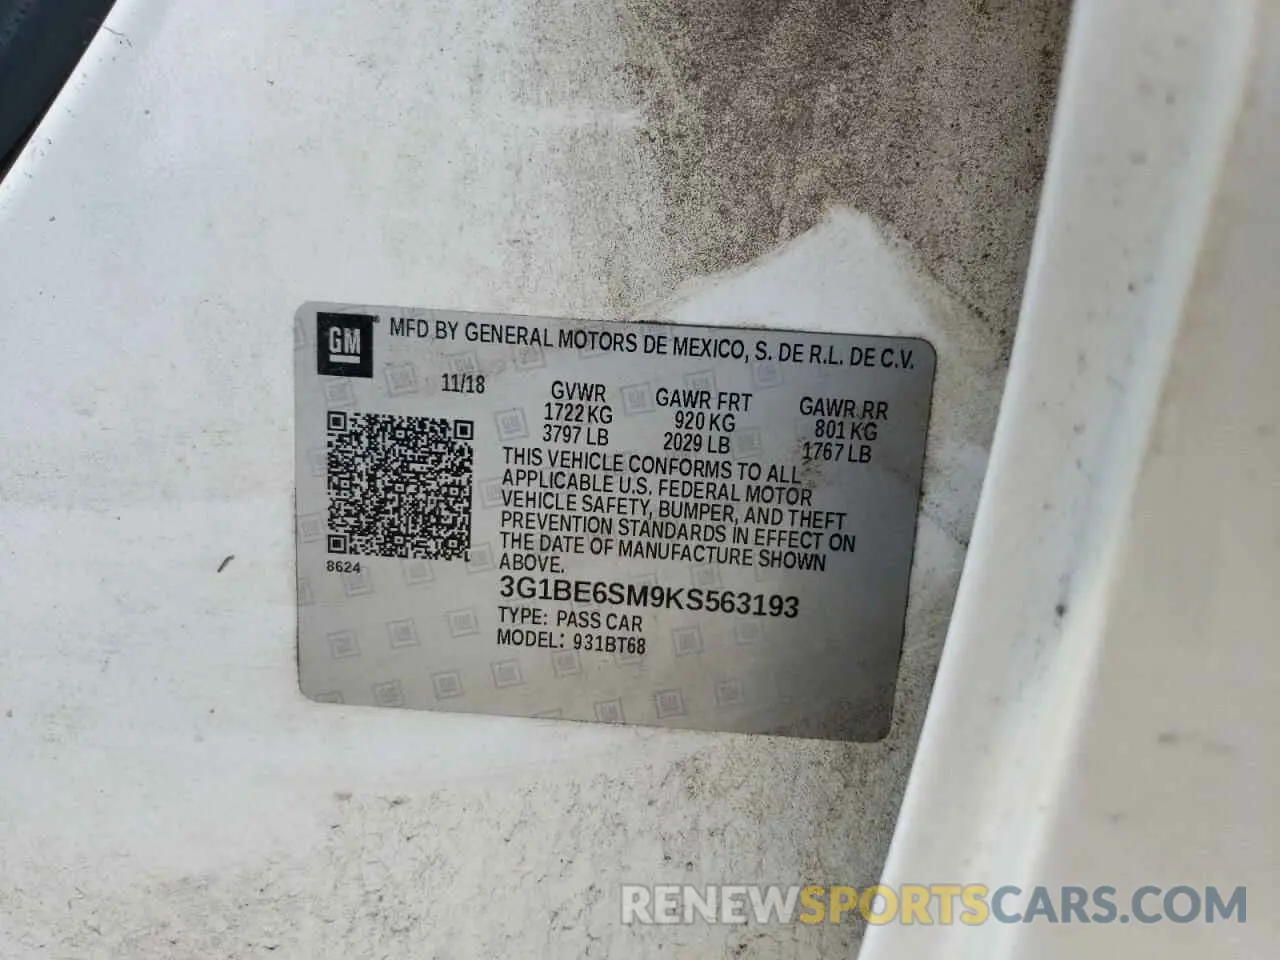 GM
MFD BY GENERAL MOTORS DE MEXICO, S. DE R.L. DE C.V.
11/18 GVWR GAWR FRT GAWR RR
1722 KG 920 KG 801 KG
3797 LB 2029 LB 1767 LB
THIS VEHICLE CONFORMS TO ALL
APPLICABLE U.S. FEDERAL MOTOR
VEHICLE SAFETY, BUMPER, AND THEFT
PREVENTION STANDARDS IN EFFECT ON
THE DATE OF MANUFACTURE SHOWN
ABOVE.
8624
3G1BE6SM9KS563193
TYPE: PASS CAR
MODEL: 931BT68
RENEWSPORTSCARS.COM